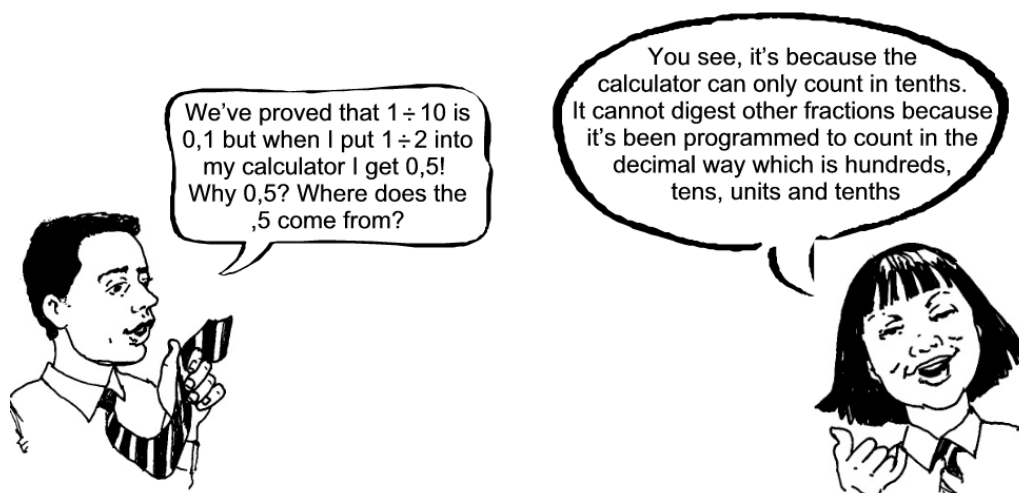 We've proved that 1÷10 is
0,1 but when I put 1÷2 into
my calculator I get 0,5!
Why 0,5? Where does the
,5 come from?
You see, it's because the
calculator can only count in tenths.
It cannot digest other fractions because
it's been programmed to count in the
decimal way which is hundreds,
tens, units and tenths